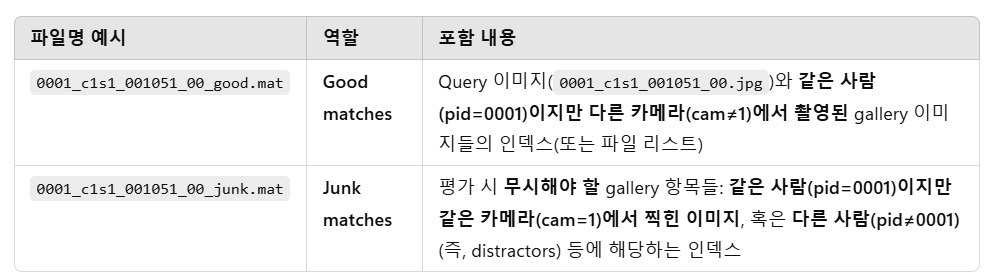 파일명 예시 역할 포함 내용
0001_c1s1_001051_00_good.mat Good matches Query 이미지(0001_c1s1_001051_00.jpg)와 같은 사람
(pid=0001)이지만 다른 카메라(cam≠1)에서 촬영된 gallery 이미
지들의 인덱스(또는 파일 리스트)
0001_c1s1_001051_00_junk.mat Junk matches 평가 시 무시해야 할 gallery 항목들: 같은 사람(pid=0001)이지만
같은 카메라(cam=1)에서 찍힌 이미지, 혹은 다른 사람(pid≠0001)
(즉, distractors) 등에 해당하는 인덱스